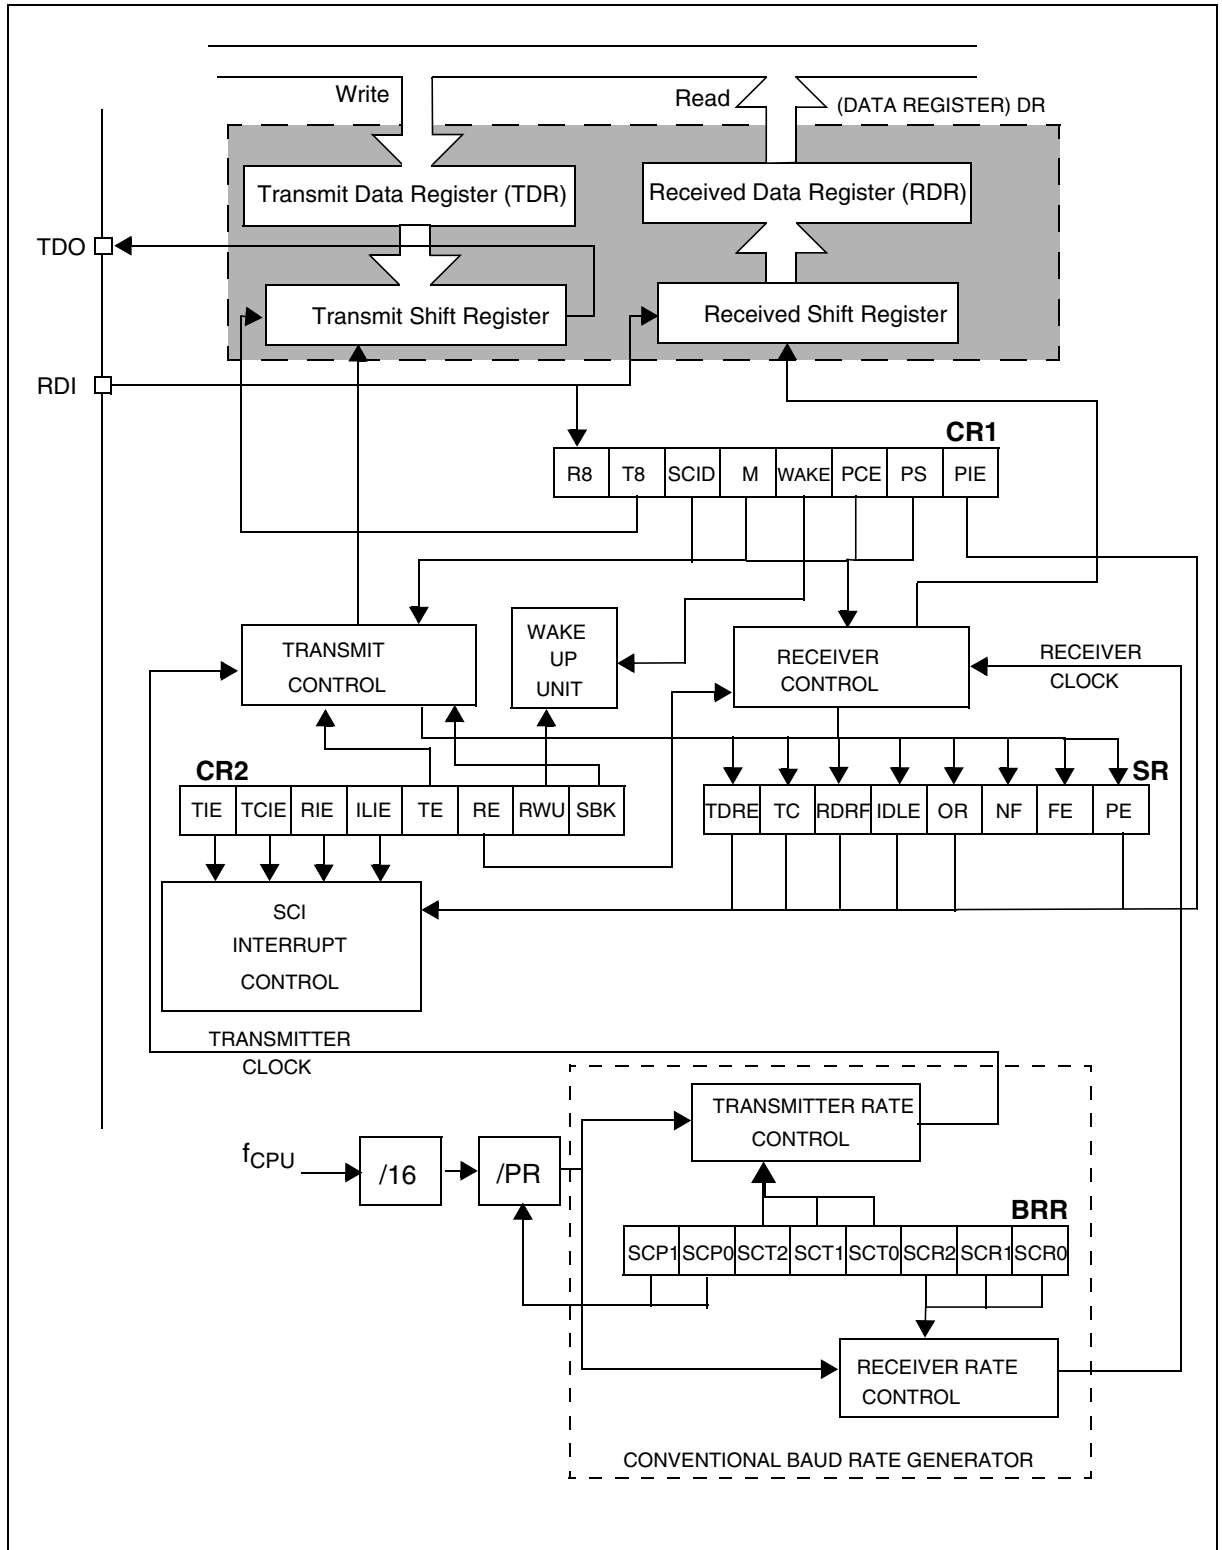 Write
Read
(DATA REGISTER) DR
Transmit Data Register (TDR)
Received Data Register (RDR)
TDO
Transmit Shift Register
Received Shift Register
RDI
CR1
R8 T8 SCID M WAKE PCE PS PIE
TRANSMIT
CONTROL
WAKE
UP
UNIT
RECEIVER
CONTROL
RECEIVER
CLOCK
CR2
SR
TIE TCIE RIE ILIE TE RE RWU SBK
TDRE TC RDRF IDLE OR NF FE PE
SCI
INTERRUPT
CONTROL
TRANSMITTER
CLOCK
TRANSMITTER RATE
CONTROL
fCPU
/16
/PR
BRR
SCP1 SCP0 SCT2 SCT1 SCT0 SCR2 SCR1 SCR0
RECEIVER RATE
CONTROL
CONVENTIONAL BAUD RATE GENERATOR